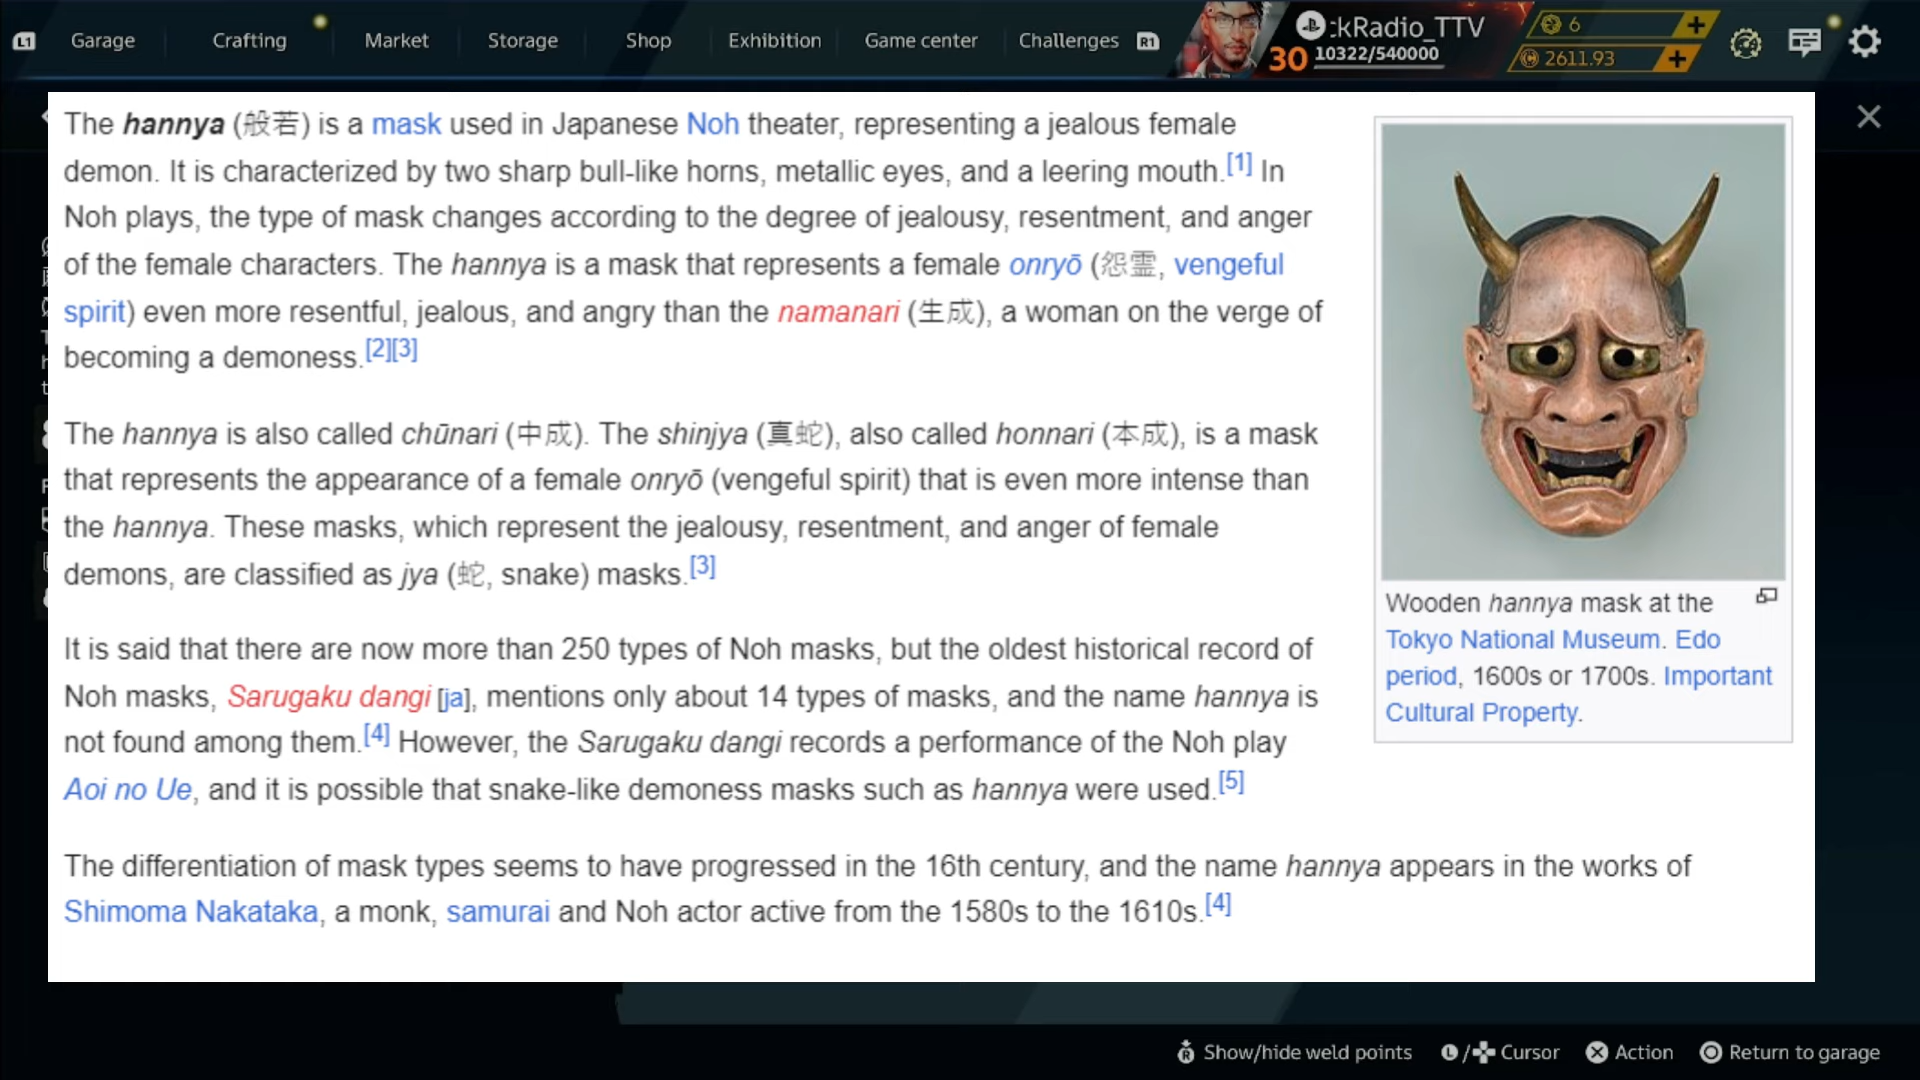 L1 Garage Crafting Market Storage Shop Exhibition Game center Challenges R1
:kRadio_TTV
30 10322/540000
6
2611.93
The hannya (般若) is a mask used in Japanese Noh theater, representing a jealous female
demon. It is characterized by two sharp bull-like horns, metallic eyes, and a leering mouth.[1] In
Noh plays, the type of mask changes according to the degree of jealousy, resentment, and anger
of the female characters. The hannya is a mask that represents a female onryō (怨霊, vengeful
spirit) even more resentful, jealous, and angry than the namanari (生成), a woman on the verge of
becoming a demoness.[2][3]
The hannya is also called chūnari (中成). The shinjya (真蛇), also called honnari (本成), is a mask
that represents the appearance of a female onryō (vengeful spirit) that is even more intense than
the hannya. These masks, which represent the jealousy, resentment, and anger of female
demons, are classified as jya (蛇, snake) masks.[3]
It is said that there are now more than 250 types of Noh masks, but the oldest historical record of
Noh masks, Sarugaku dangi [ja], mentions only about 14 types of masks, and the name hannya is
not found among them.[4] However, the Sarugaku dangi records a performance of the Noh play
Aoi no Ue, and it is possible that snake-like demoness masks such as hannya were used.[5]
The differentiation of mask types seems to have progressed in the 16th century, and the name hannya appears in the works of
Shimoma Nakataka, a monk, samurai and Noh actor active from the 1580s to the 1610s.[4]
Wooden hannya mask at the
Tokyo National Museum. Edo
period, 1600s or 1700s. Important
Cultural Property.
R Show/hide weld points L / Cursor Action Return to garage